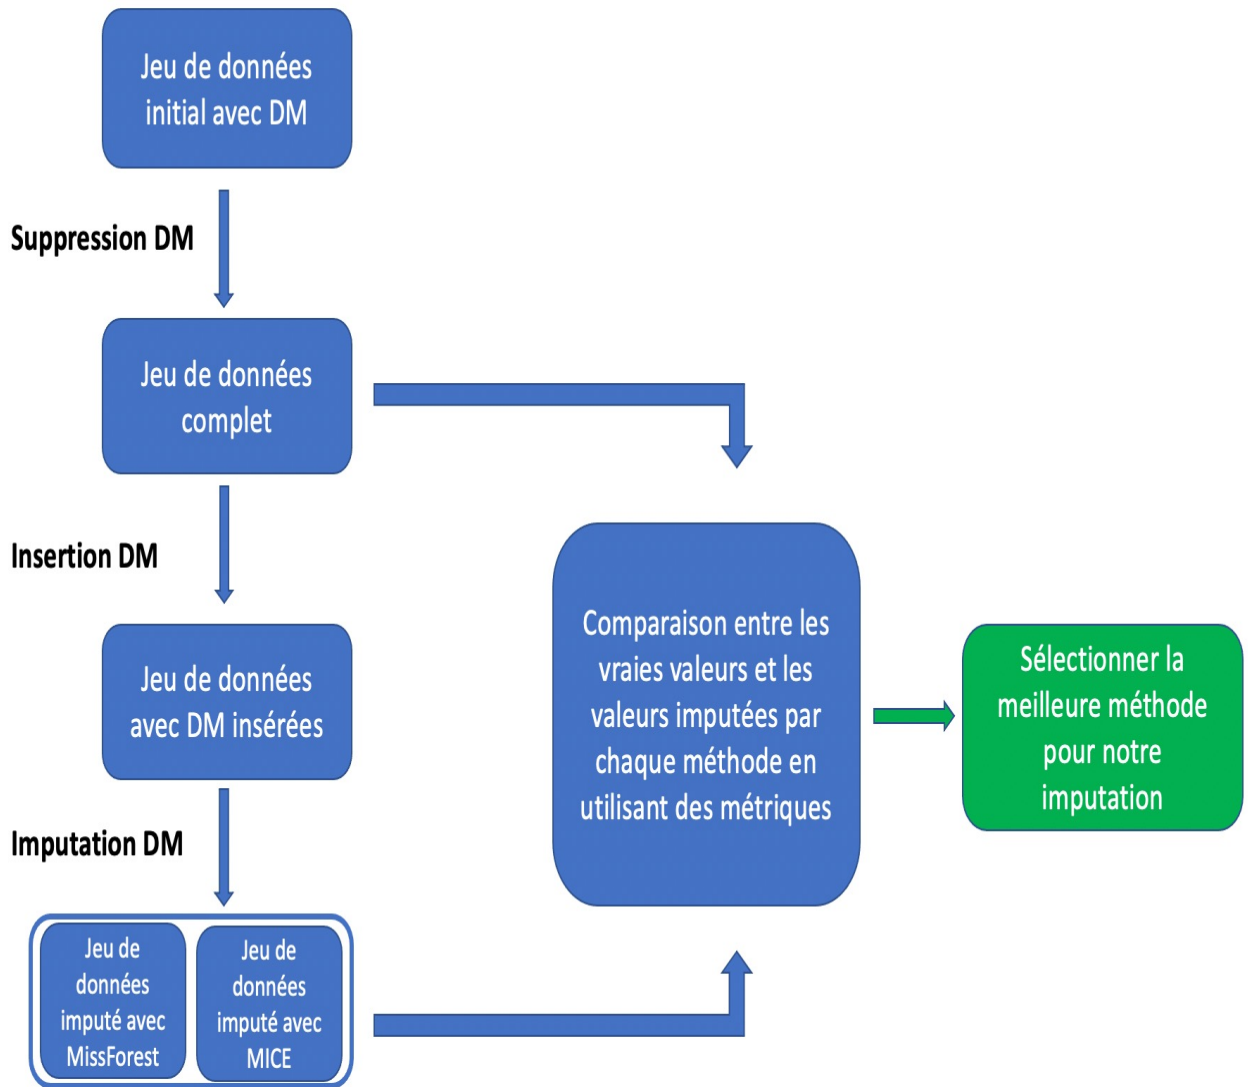 Jeu de données
initial avec DM
Suppression DM
Jeu de données
complet
Insertion DM
Jeu de données
avec DM insérées
Imputation DM
Jeu de
données
imputé avec
MissForest
Jeu de
données
imputé avec
MICE
Comparaison entre les
vraies valeurs et les
valeurs imputées par
chaque méthode en
utilisant des métriques
Sélectionner la
meilleure méthode
pour notre
imputation